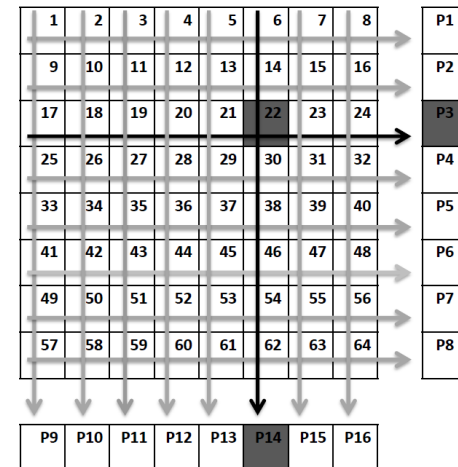 1 2 3 4 5 6 7 8 P1
9 10 11 12 13 14 15 16 P2
17 18 19 20 21 22 23 24 P3
25 26 27 28 29 30 31 32 P4
33 34 35 36 37 38 39 40 P5
41 42 43 44 45 46 47 48 P6
49 50 51 52 53 54 55 56 P7
57 58 59 60 61 62 63 64 P8
P9 P10 P11 P12 P13 P14 P15 P16